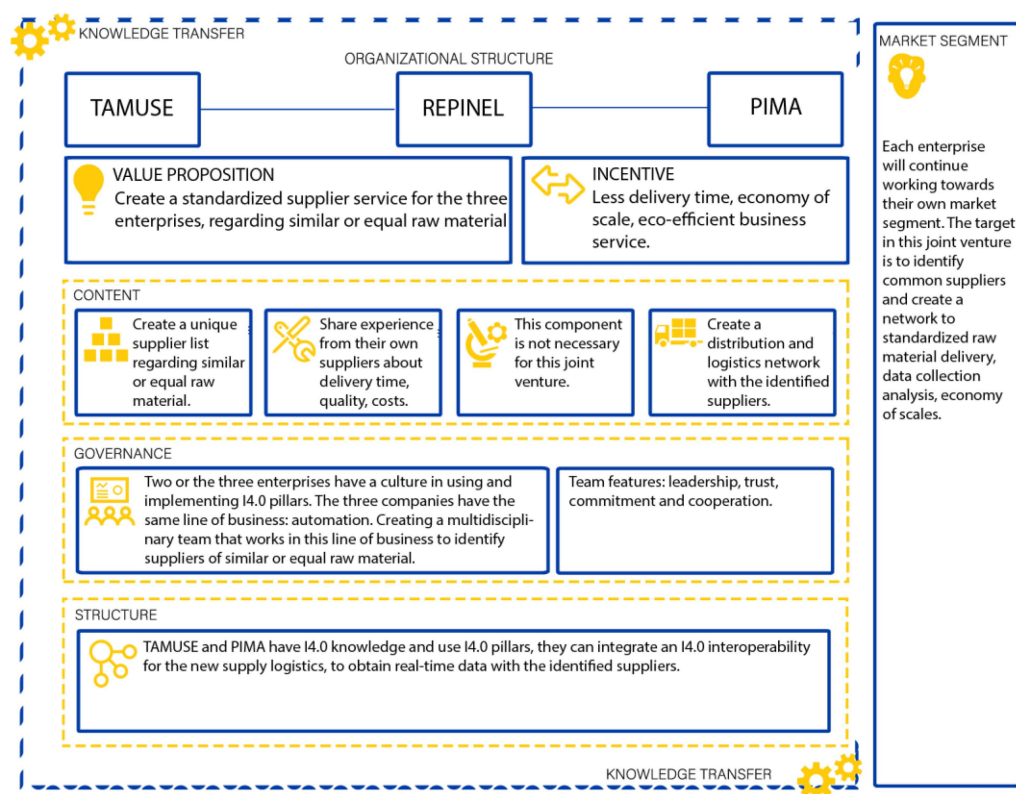 KNOWLEDGE TRANSFER
ORGANIZATIONAL STRUCTURE
TAMUSE
REPINEL
PIMA
VALUE PROPOSITION
Create a standardized supplier service for the three
enterprises, regarding similar or equal raw material
INCENTIVE
Less delivery time, economy of
scale, eco-efficient business
service.
CONTENT
Create a unique
supplier list
regarding similar
or equal raw
material.
Share experience
from their own
suppliers about
delivery time,
quality, costs.
This component
is not necessary
for this joint
venture.
Create a
distribution and
logistics network
with the identified
suppliers.
GOVERNANCE
Two or the three enterprises have a culture in using and
implementing I4.0 pillars. The three companies have the
same line of business: automation. Creating a multidiscipli-
nary team that works in this line of business to identify
suppliers of similar or equal raw material.
Team features: leadership, trust,
commitment and cooperation.
STRUCTURE
TAMUSE and PIMA have I4.0 knowledge and use I4.0 pillars, they can integrate an I4.0 interoperability
for the new supply logistics, to obtain real-time data with the identified suppliers.
KNOWLEDGE TRANSFER
MARKET SEGMENT
Each enterprise
will continue
working towards
their own market
segment. The target
in this joint venture
is to identify
common suppliers
and create a
network to
standardized raw
material delivery,
data collection
analysis, economy
of scales.